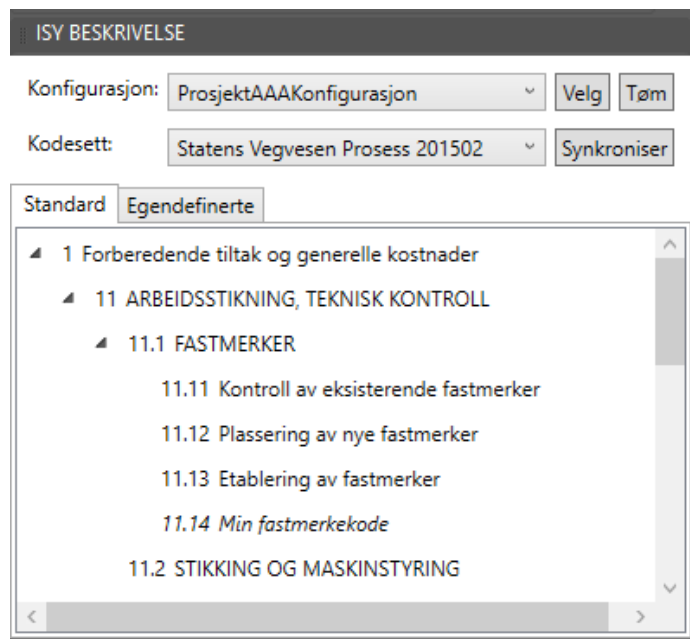 ISY BESKRIVELSE
Konfigurasjon: ProsjektAAAKonfigurasjon Velg Tøm
Kodesett: Statens Vegvesen Prosess 201502 Synkroniser
Standard Egendefinerte
1 Forberedende tiltak og generelle kostnader
11 ARBEIDSSTIKNING, TEKNISK KONTROLL
11.1 FASTMERKER
11.11 Kontroll av eksisterende fastmerker
11.12 Plassering av nye fastmerker
11.13 Etablering av fastmerker
11.14 Min fastmerkekode
11.2 STIKKING OG MASKINSTYRING